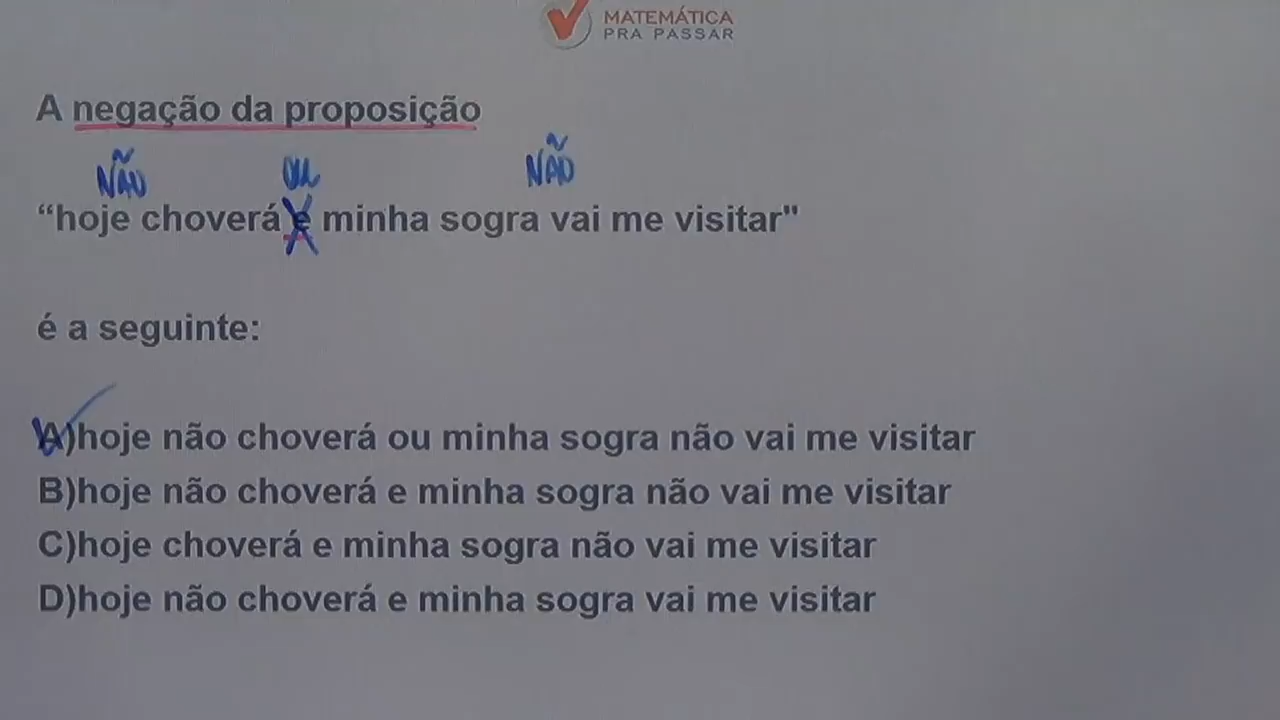 MATEMÁTICA
PRA PASSAR
A negação da proposição
NÃO OU NÃO
“hoje choverá e minha sogra vai me visitar"
é a seguinte:
A)hoje não choverá ou minha sogra não vai me visitar
B)hoje não choverá e minha sogra não vai me visitar
C)hoje choverá e minha sogra não vai me visitar
D)hoje não choverá e minha sogra vai me visitar